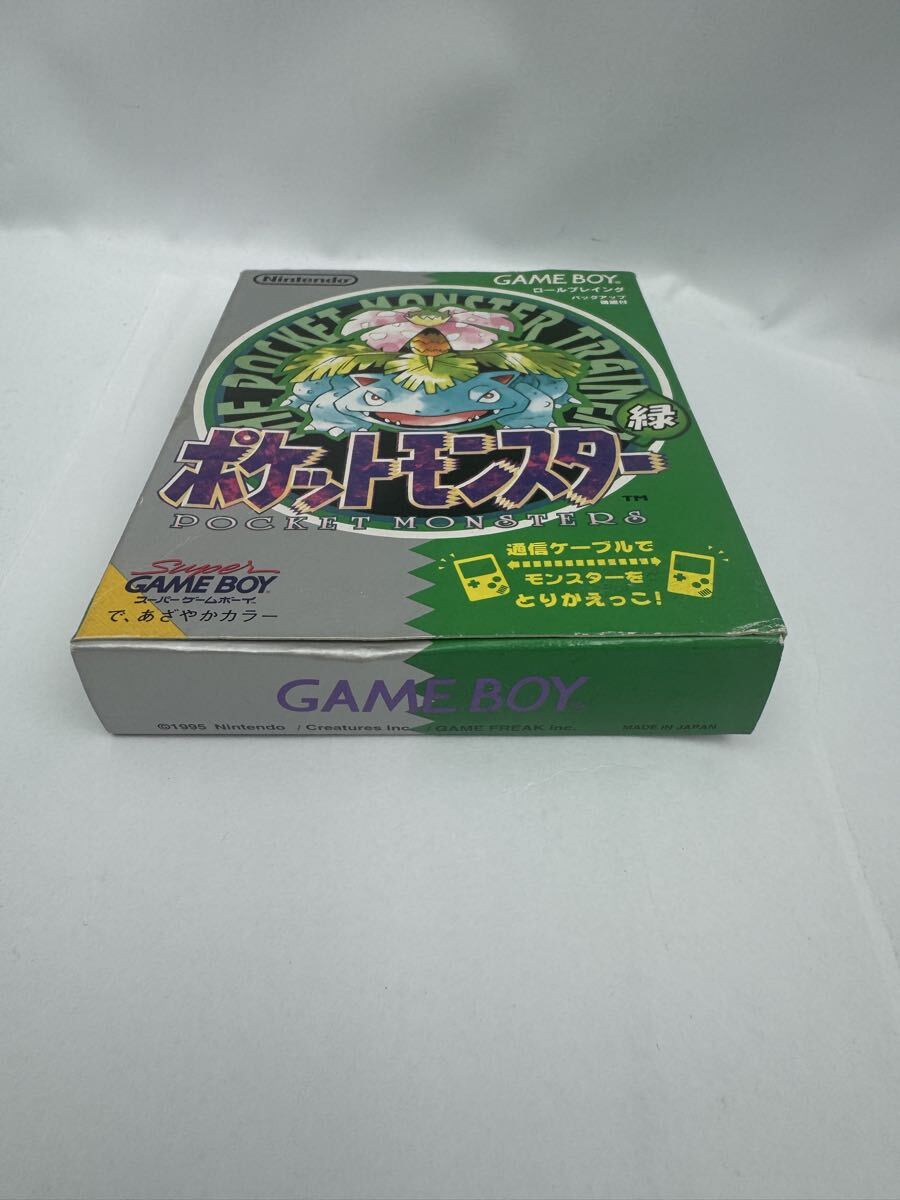 Nintendo
GAME BOY
ロールプレイング
バックアップ
機能付
THE POCKET MONSTER TRAINER
緑
ポケットモンスター
TM
POCKET MONSTERS
通信ケーブルで
モンスターを
とりかえっこ!
Super
GAME BOY
スーパーゲームボーイ
で、あざやかカラー
GAME BOY
©1995 Nintendo / Creatures inc. / GAME FREAK inc.
MADE IN JAPAN